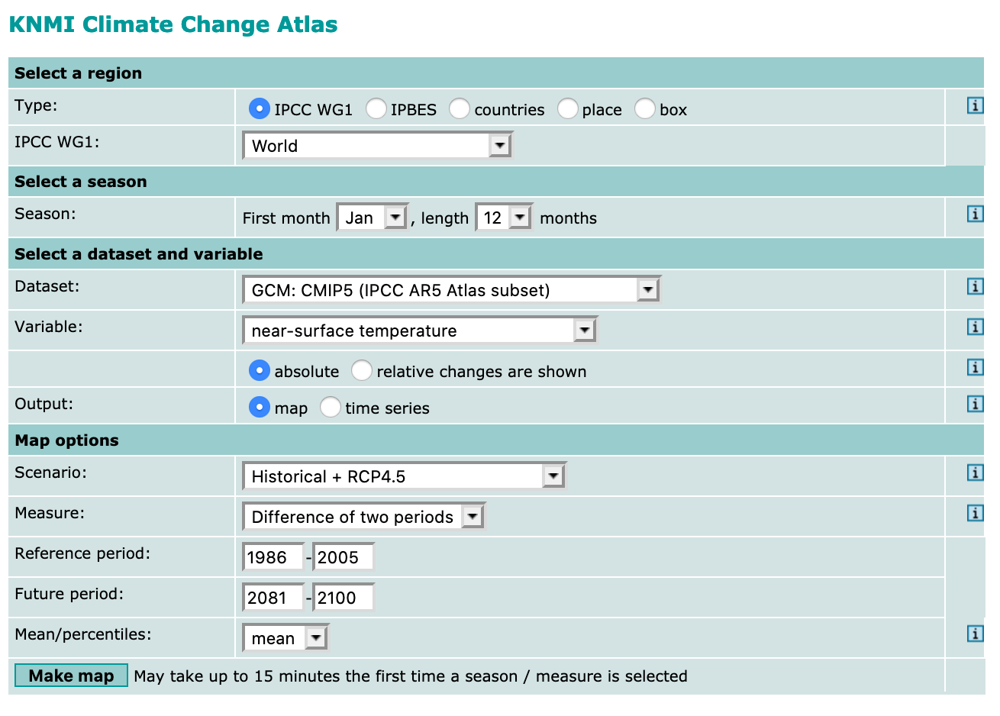 KNMI Climate Change Atlas
Select a region
Type: IPCC WG1 IPBES countries place box i
IPCC WG1: World
Select a season
Season: First month Jan , length 12 months i
Select a dataset and variable
Dataset: GCM: CMIP5 (IPCC AR5 Atlas subset) i
Variable: near-surface temperature i
absolute relative changes are shown i
Output: map time series i
Map options
Scenario: Historical + RCP4.5 i
Measure: Difference of two periods i
Reference period: 1986 - 2005
Future period: 2081 - 2100
Mean/percentiles: mean i
Make map May take up to 15 minutes the first time a season / measure is selected